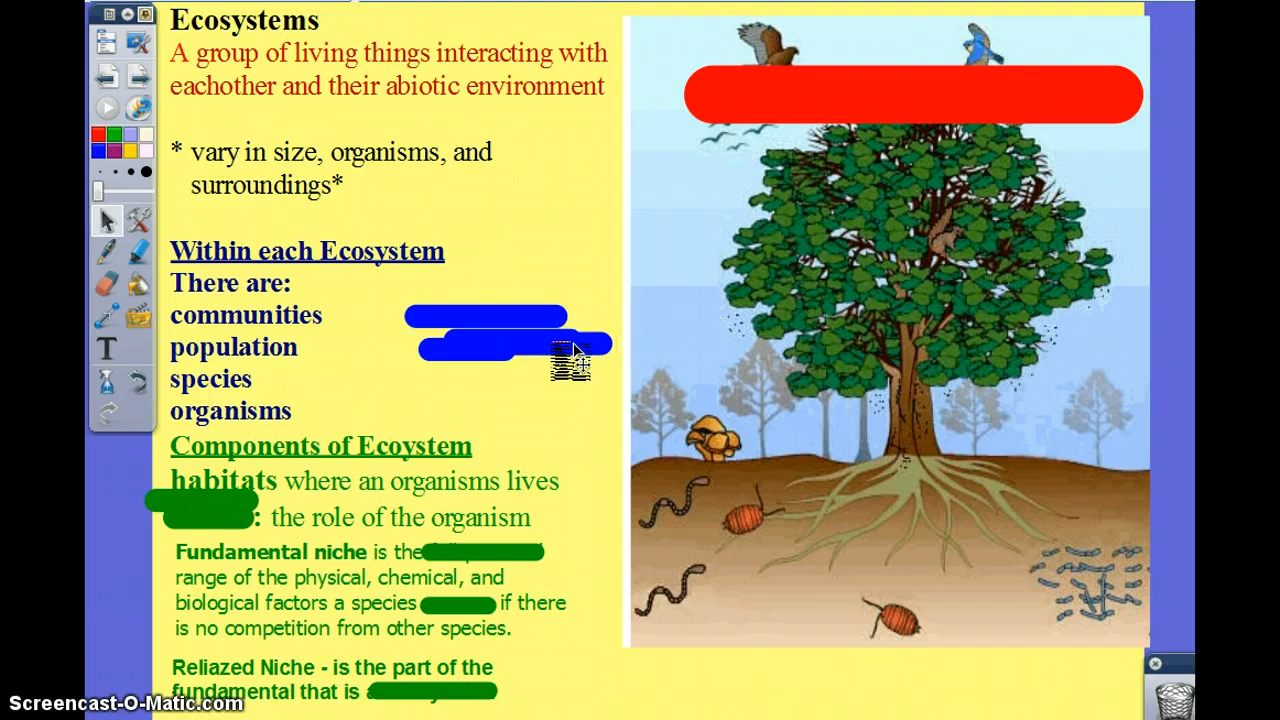 Ecosystems
A group of living things interacting with
eachother and their abiotic environment
* vary in size, organisms, and
surroundings*
Within each Ecosystem
There are:
communities
population
species
organisms
Components of Ecoystem
habitats where an organisms lives
: the role of the organism
Fundamental niche is the
range of the physical, chemical, and
biological factors a species if there
is no competition from other species.
Reliazed Niche - is the part of the
fundamental that is
T
Screencast-O-Matic.com